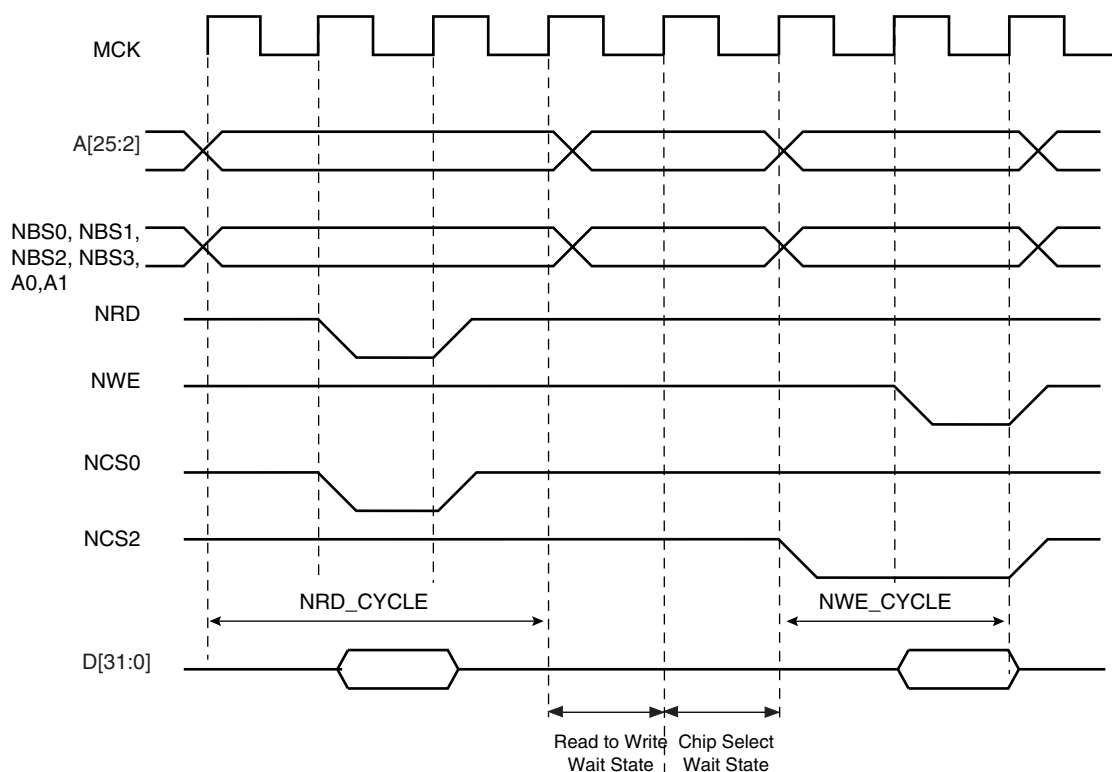 MCK
A[25:2]
NBS0, NBS1,
NBS2, NBS3,
A0,A1
NRD
NWE
NCS0
NCS2
NRD_CYCLE
NWE_CYCLE
D[31:0]
Read to Write
Wait State
Chip Select
Wait State